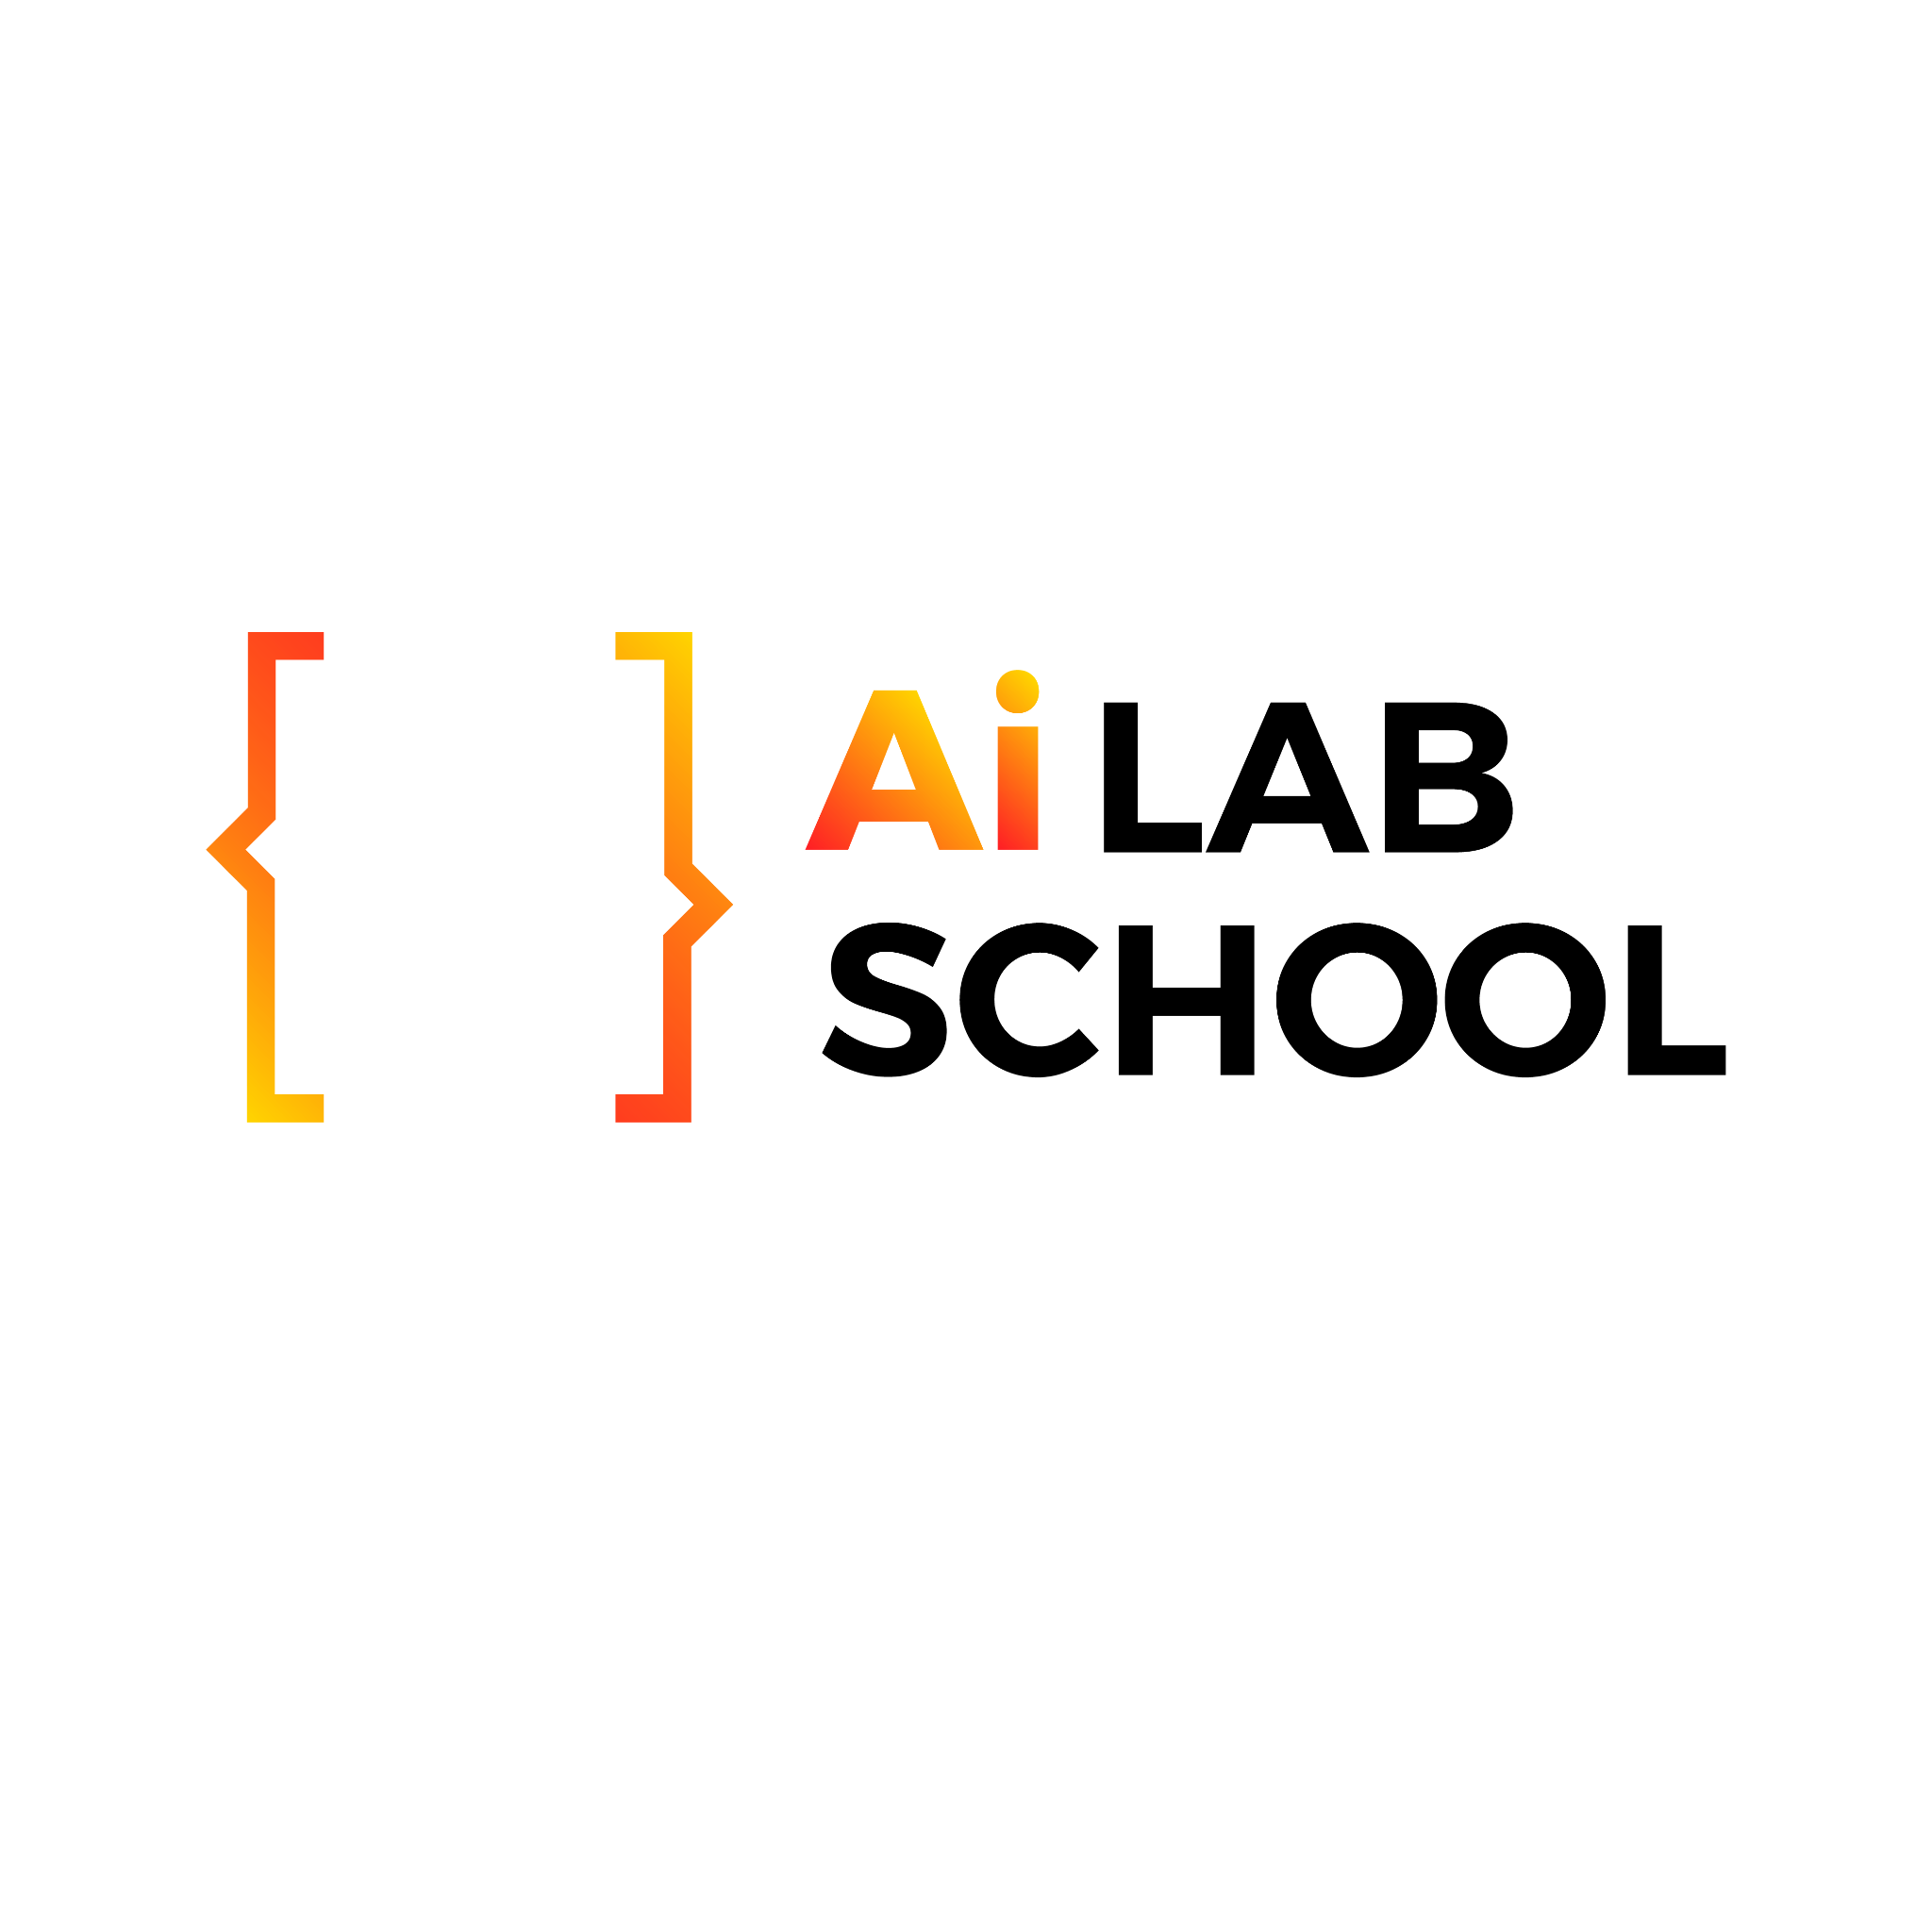 { }
Ai LAB
SCHOOL